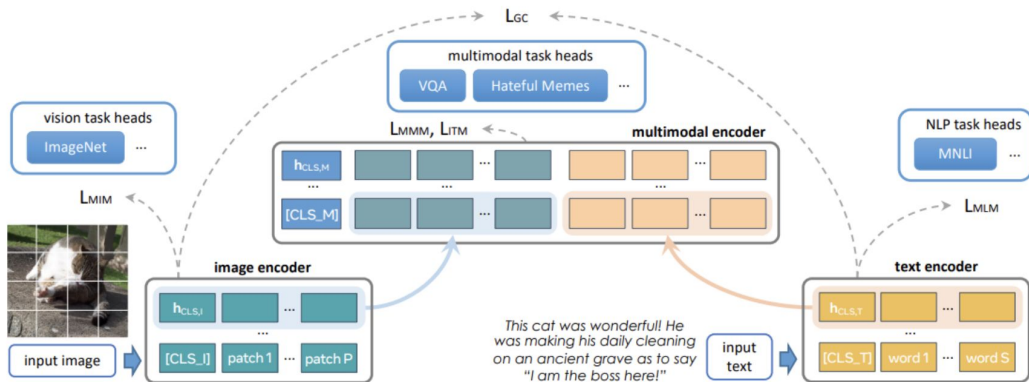 LGC
multimodal task heads
VQA
Hateful Memes
...
vision task heads
ImageNet
...
LMMM, LITM
multimodal encoder
NLP task heads
MNLI
...
hCLS,M
...
...
...
...
...
LMIM
[CLS_M]
...
...
LMLM
image encoder
text encoder
hCLS,I
...
...
hCLS,T
...
...
This cat was wonderful! He
was making his daily cleaning
on an ancient grave as to say
"I am the boss here!"
input image
[CLS_I]
patch 1
...
patch P
input
text
[CLS_T]
word 1
...
word S